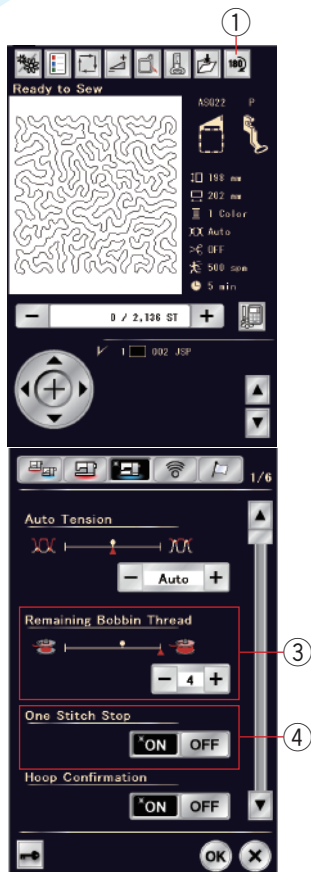 ①
180
Ready to Sew
ASQ22 P
198 mm
202 mm
1 Color
Auto
OFF
500 spm
5 min
− 0 / 2,136 ST +
1 002 JSP
1/6
Auto Tension
− Auto +
Remaining Bobbin Thread
③
− 4 +
One Stitch Stop
④
*ON OFF
Hoop Confirmation
*ON OFF
OK X